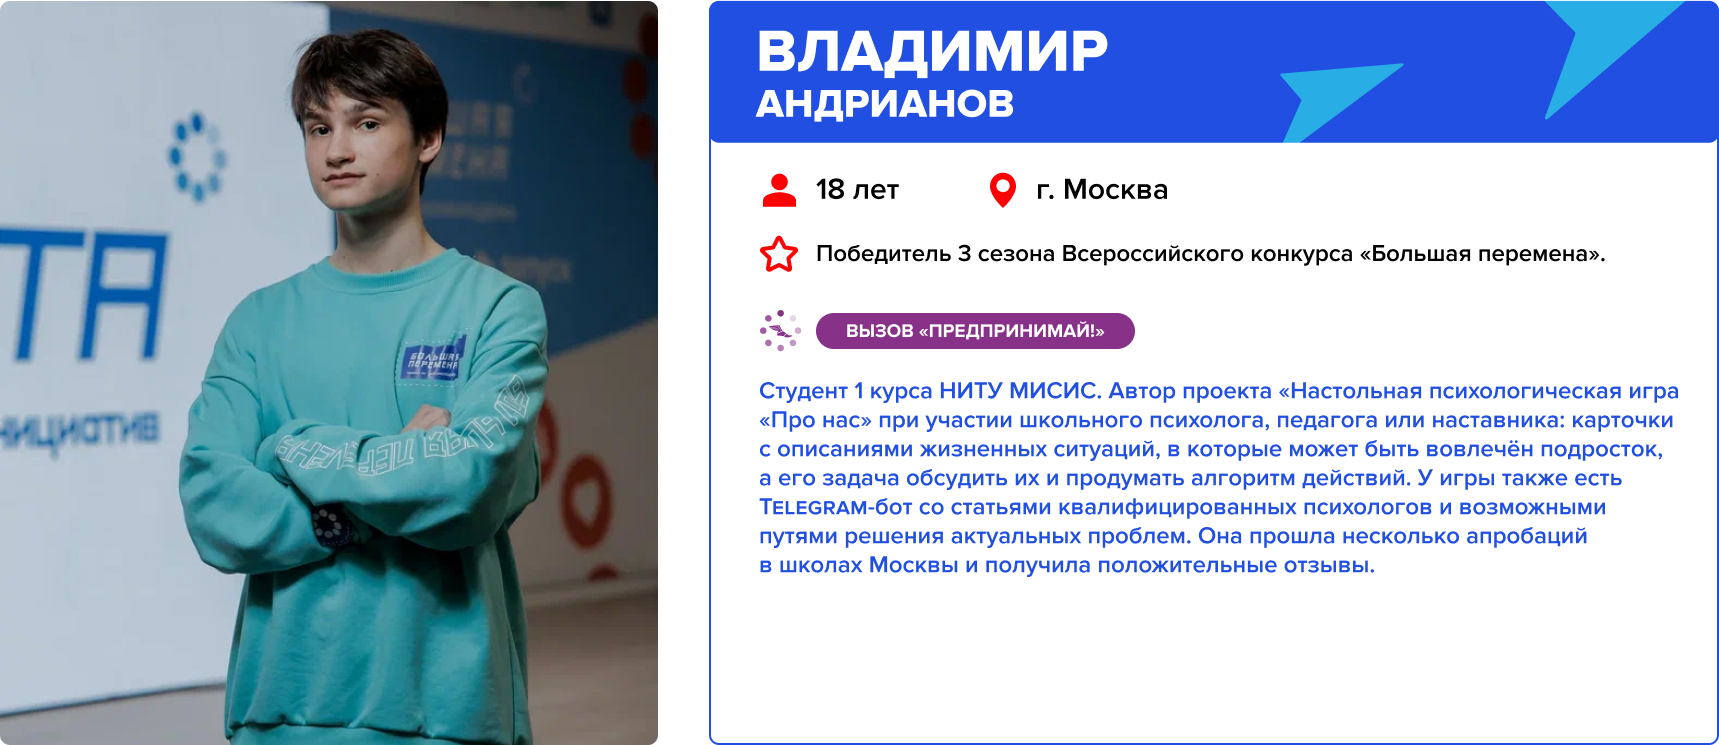 ТА
нициатив
БОЛЬШАЯ
ПЕРЕМЕНА
ВЛАДИМИР
АНДРИАНОВ
18 лет
г. Москва
Победитель 3 сезона Всероссийского конкурса «Большая перемена».
ВЫЗОВ «ПРЕДПРИНИМАЙ!»
Студент 1 курса НИТУ МИСИС. Автор проекта «Настольная психологическая игра
«Про нас» при участии школьного психолога, педагога или наставника: карточки
с описаниями жизненных ситуаций, в которые может быть вовлечён подросток,
а его задача обсудить их и продумать алгоритм действий. У игры также есть
TELEGRAM-бот со статьями квалифицированных психологов и возможными
путями решения актуальных проблем. Она прошла несколько апробаций
в школах Москвы и получила положительные отзывы.